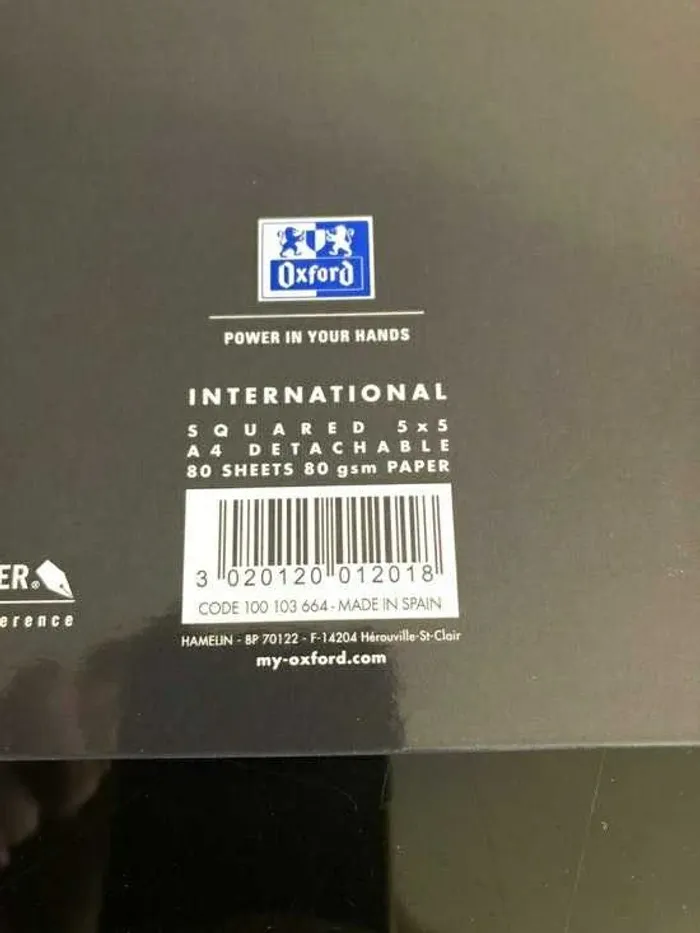 Oxford
POWER IN YOUR HANDS
INTERNATIONAL
SQUARED 5x5
A4 DETACHABLE
80 SHEETS 80 gsm PAPER
3 020120 012018
CODE 100 103 664 - MADE IN SPAIN
HAMELIN - BP 70122 - F-14204 Hérouville-St-Clair
my-oxford.com
ER®
erence